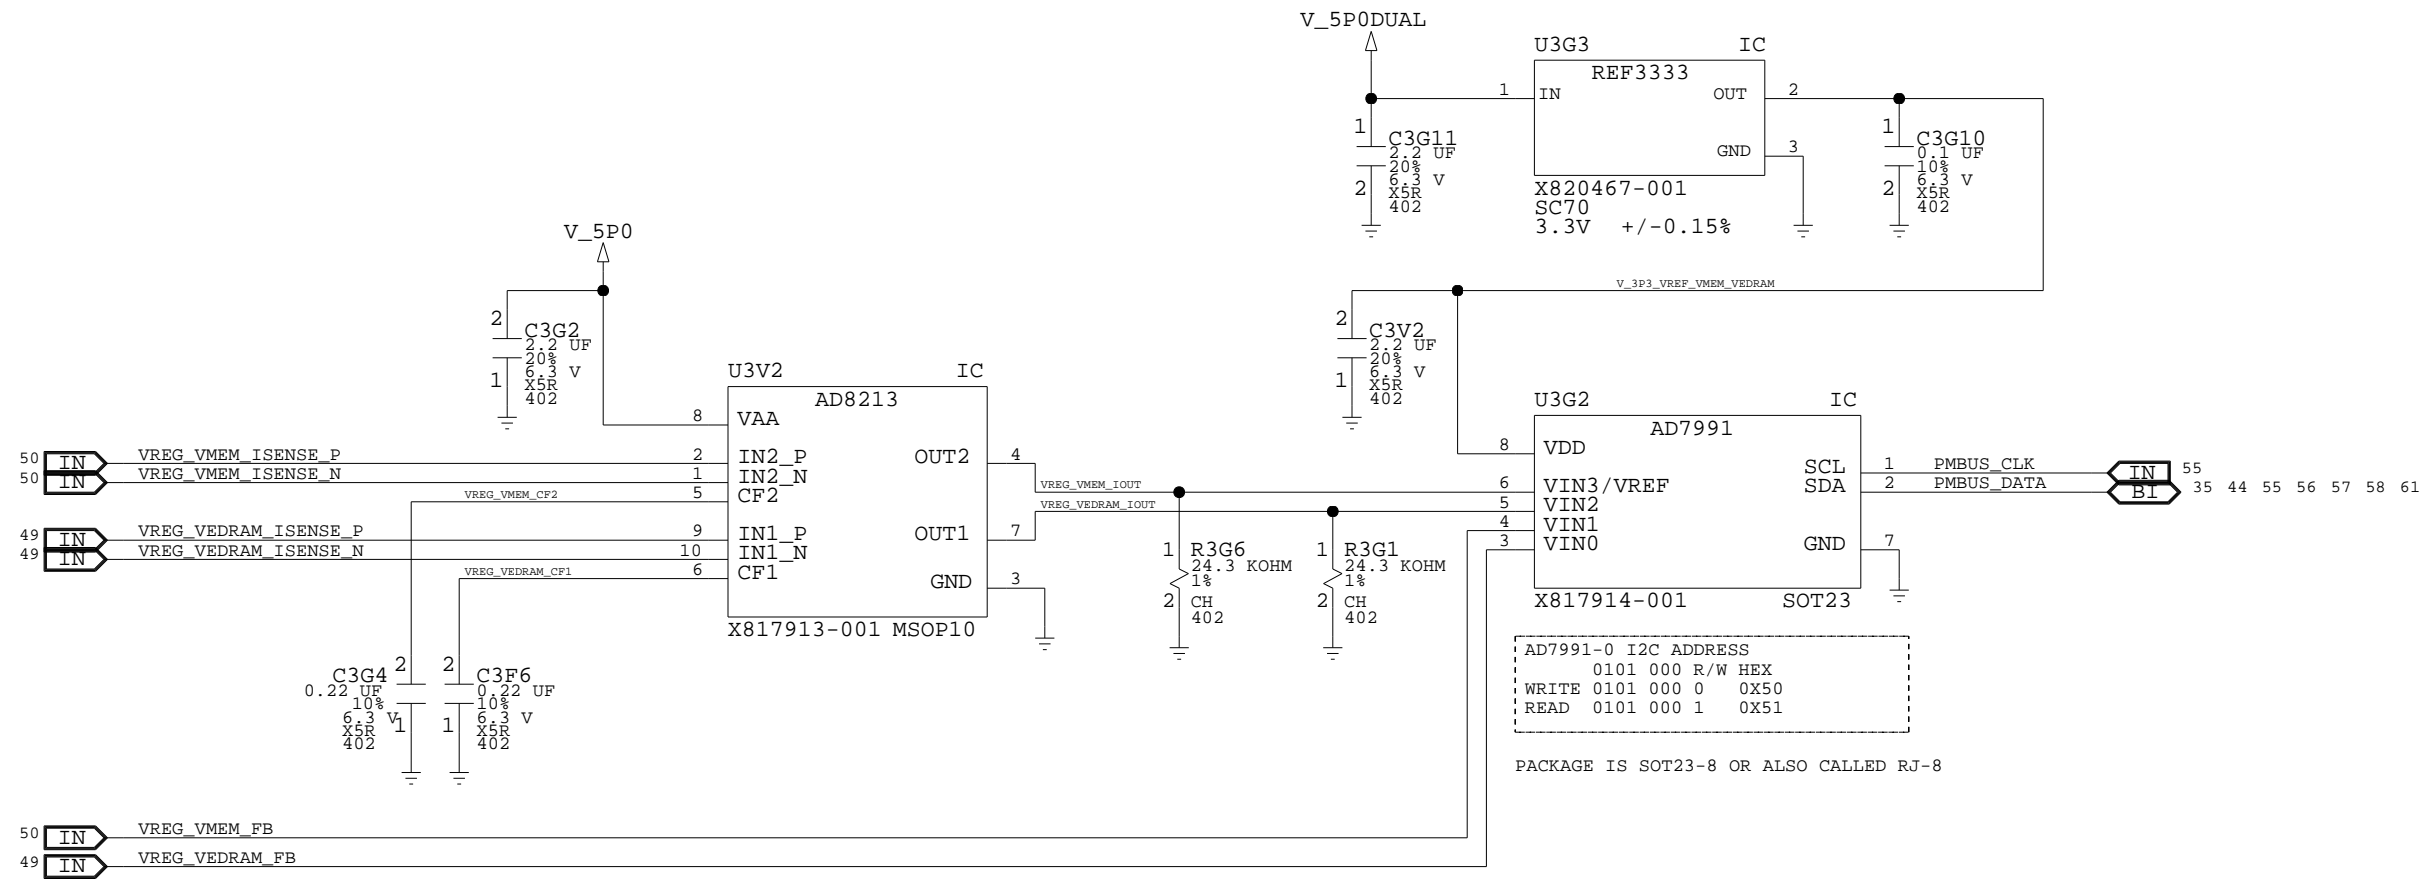 V_5P0DUAL
U3G3 IC
REF3333
1 IN OUT 2
GND 3
X820467-001
SC70
3.3V +/-0.15%
1 C3G11
2.2 UF
20%
6.3 V
2 X5R
402
1 C3G10
0.1 UF
10%
6.3 V
2 X5R
402
V_5P0
2 C3G2
2.2 UF
20%
6.3 V
1 X5R
402
V_3P3_VREF_VMEM_VEDRAM
2 C3V2
2.2 UF
20%
6.3 V
1 X5R
402
U3V2 IC
AD8213
8 VAA
50 IN VREG_VMEM_ISENSE_P 2 IN2_P OUT2 4
50 IN VREG_VMEM_ISENSE_N 1 IN2_N
VREG_VMEM_CF2 5 CF2
49 IN VREG_VEDRAM_ISENSE_P 9 IN1_P OUT1 7
49 IN VREG_VEDRAM_ISENSE_N 10 IN1_N
VREG_VEDRAM_CF1 6 CF1
GND 3
X817913-001 MSOP10
VREG_VMEM_IOUT
VREG_VEDRAM_IOUT
1 R3G6
24.3 KOHM
1%
2 CH
402
1 R3G1
24.3 KOHM
1%
2 CH
402
U3G2 IC
AD7991
8 VDD
6 VIN3/VREF
5 VIN2
4 VIN1
3 VIN0
SCL 1 PMBUS_CLK IN 55
SDA 2 PMBUS_DATA BI 35 44 55 56 57 58 61
GND 7
X817914-001 SOT23
AD7991-0 I2C ADDRESS
0101 000 R/W HEX
WRITE 0101 000 0 0X50
READ 0101 000 1 0X51
PACKAGE IS SOT23-8 OR ALSO CALLED RJ-8
2 C3G4
0.22 UF
10%
6.3 V
1 X5R
402
2 C3F6
0.22 UF
10%
6.3 V
1 X5R
402
50 IN VREG_VMEM_FB
49 IN VREG_VEDRAM_FB